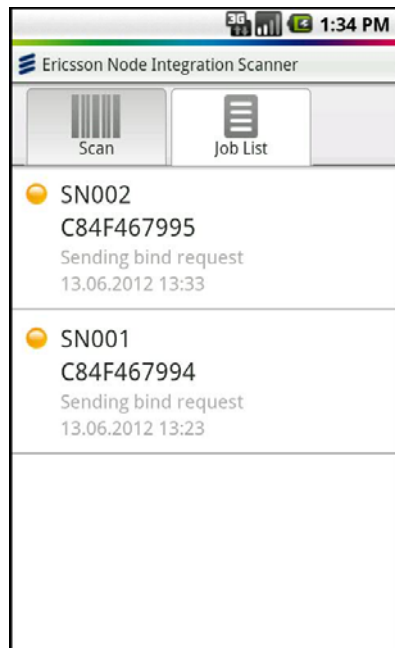 3G 1:34 PM
Ericsson Node Integration Scanner
Scan Job List
SN002
C84F467995
Sending bind request
13.06.2012 13:33
SN001
C84F467994
Sending bind request
13.06.2012 13:23